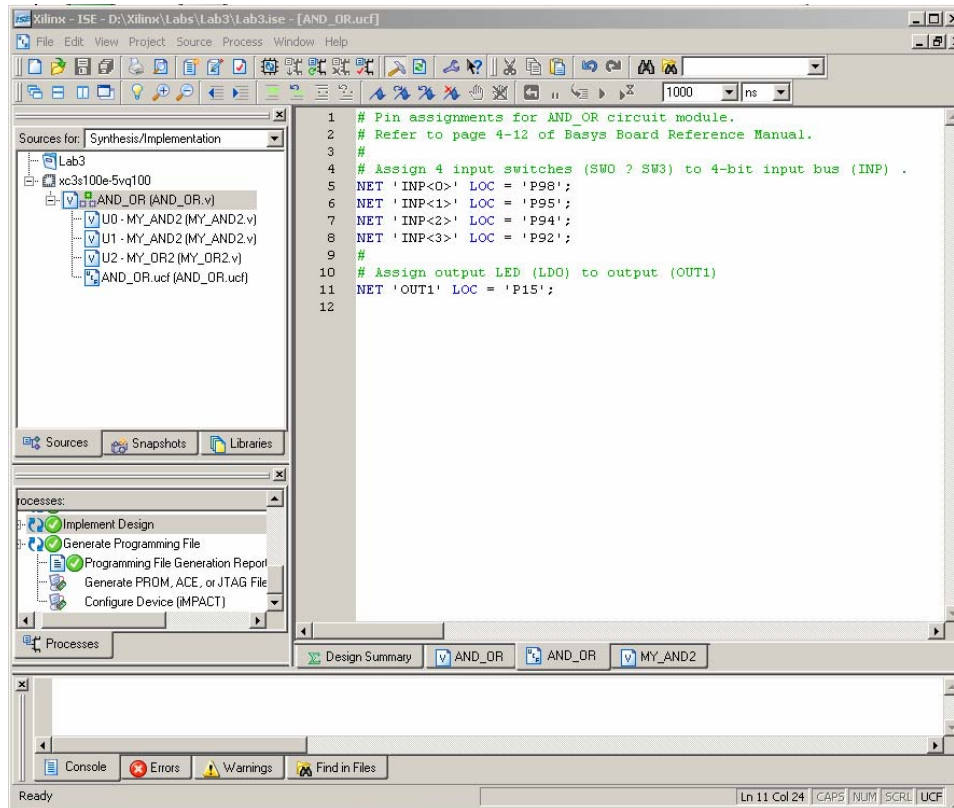 Xilinx - ISE - D:\Xilinx\Labs\Lab3\Lab3.ise - [AND_OR.ucf]
File Edit View Project Source Process Window Help
1000 ns
Sources for: Synthesis/Implementation
Lab3
xc3s100e-5vq100
AND_OR (AND_OR.v)
U0 - MY_AND2 (MY_AND2.v)
U1 - MY_AND2 (MY_AND2.v)
U2 - MY_OR2 (MY_OR2.v)
AND_OR.ucf (AND_OR.ucf)
Sources Snapshots Libraries
rocesses:
Implement Design
Generate Programming File
Programming File Generation Report
Generate PROM, ACE, or JTAG File
Configure Device (iMPACT)
Processes
1 # Pin assignments for AND_OR circuit module.
2 # Refer to page 4-12 of Basys Board Reference Manual.
3 #
4 # Assign 4 input switches (SW0 ? SW3) to 4-bit input bus (INP) .
5 NET 'INP<0>' LOC = 'P98';
6 NET 'INP<1>' LOC = 'P95';
7 NET 'INP<2>' LOC = 'P94';
8 NET 'INP<3>' LOC = 'P92';
9 #
10 # Assign output LED (LD0) to output (OUT1)
11 NET 'OUT1' LOC = 'P15';
12
Design Summary AND_OR AND_OR MY_AND2
Console Errors Warnings Find in Files
Ready Ln 11 Col 24 CAPS NUM SCRL UCF